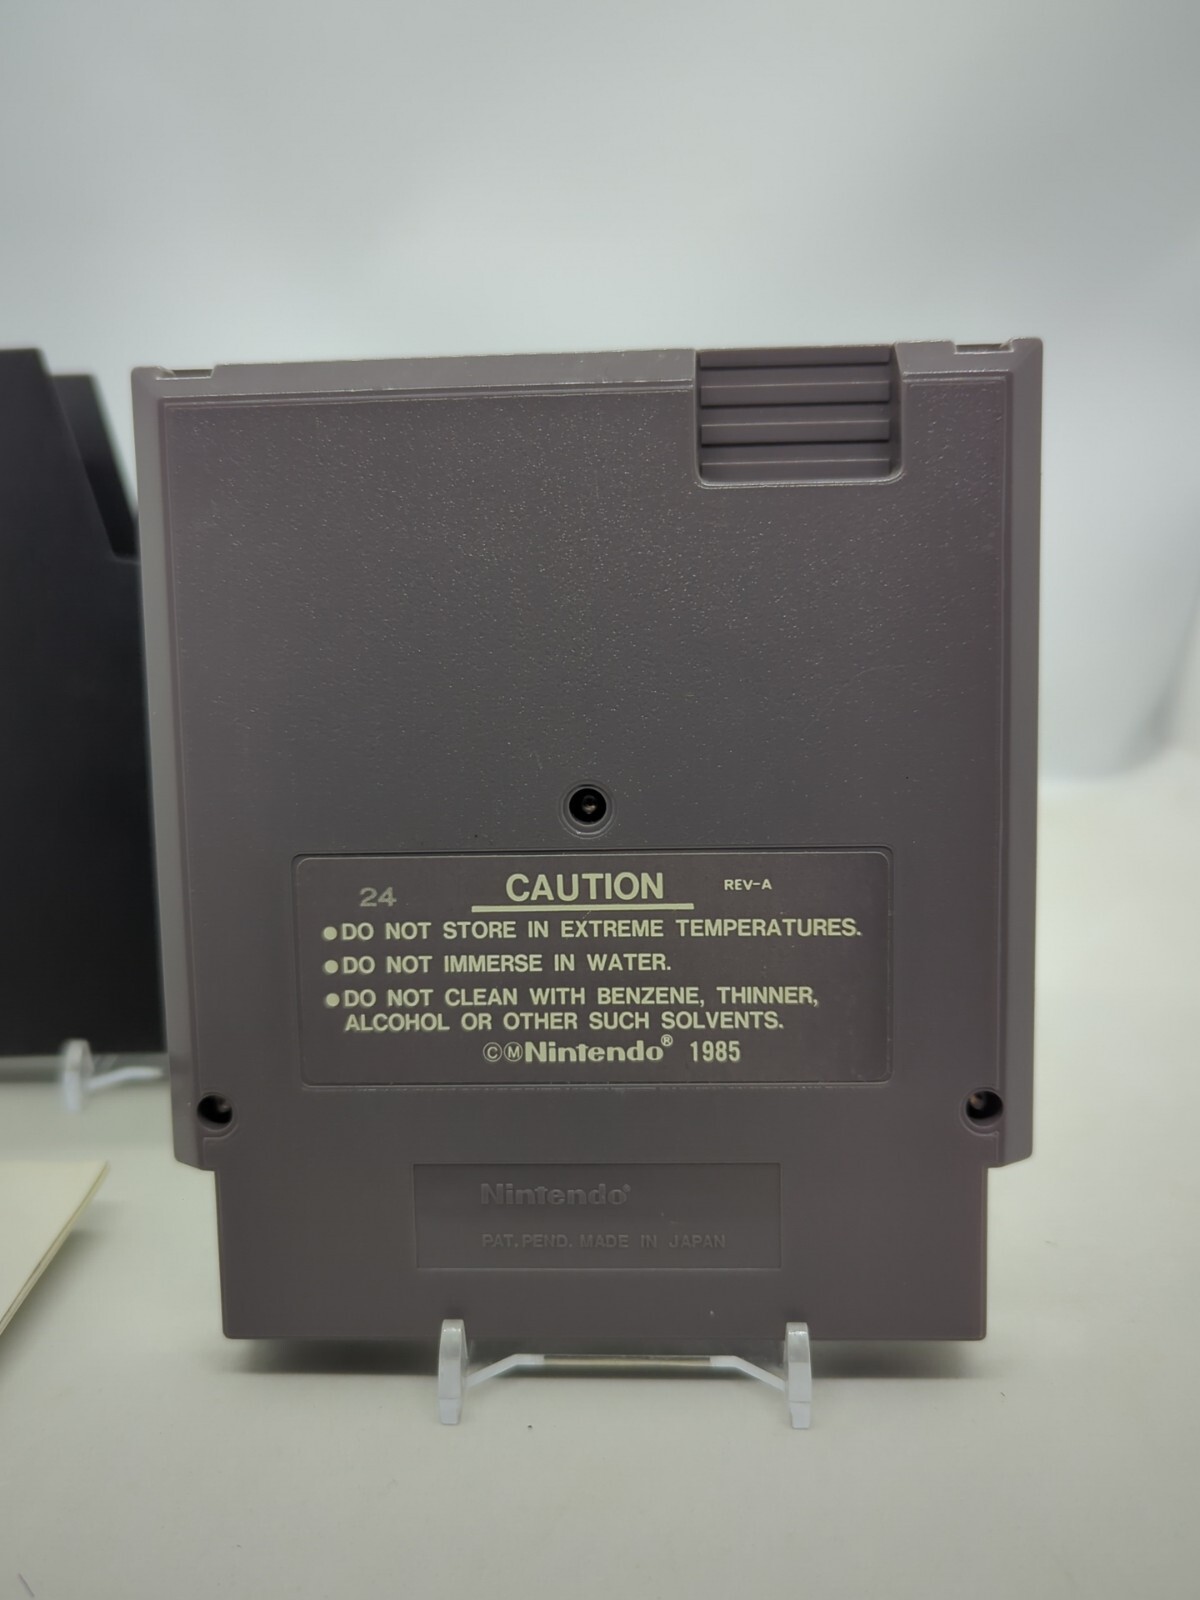 24 CAUTION REV-A
●DO NOT STORE IN EXTREME TEMPERATURES.
●DO NOT IMMERSE IN WATER.
●DO NOT CLEAN WITH BENZENE, THINNER,
ALCOHOL OR OTHER SUCH SOLVENTS.
ⒸⓂNintendo® 1985
Nintendo®
PAT. PEND. MADE IN JAPAN